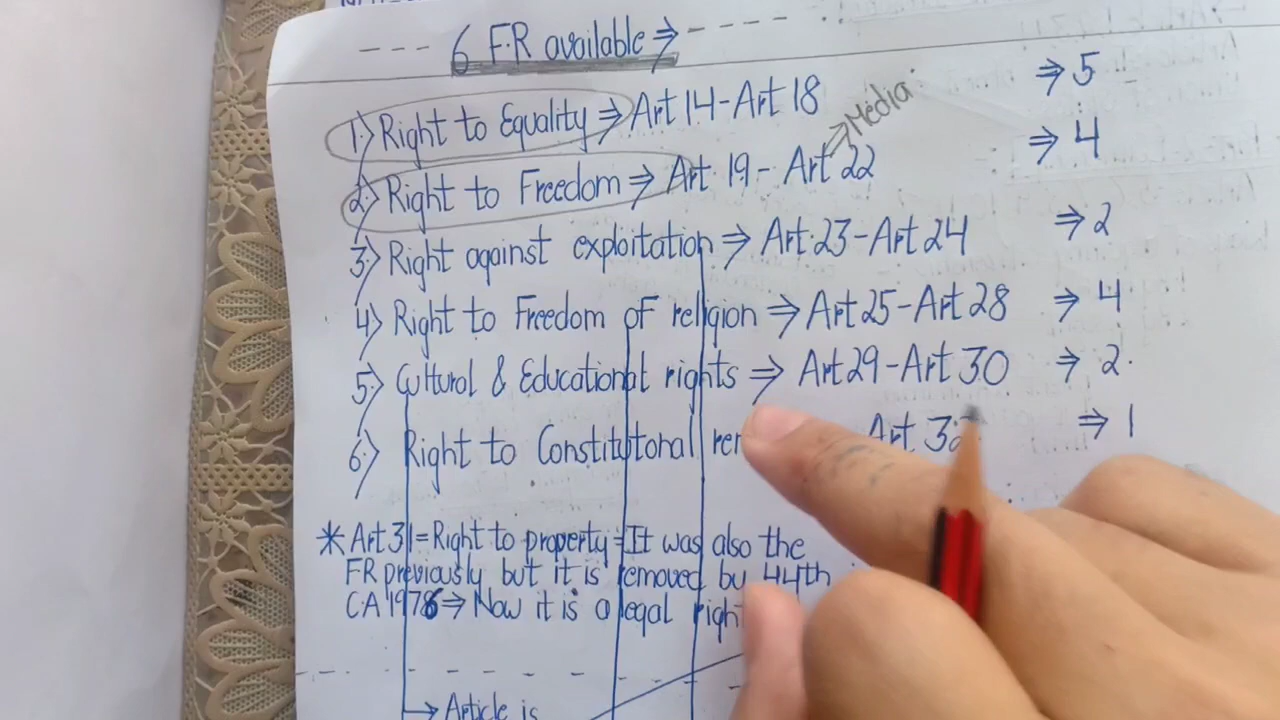 6 F.R available ⇒
1.) Right to Equality ⇒ Art 14-Art 18 ⇒ 5
Media
2.) Right to Freedom ⇒ Art 19 - Art 22 ⇒ 4
3.) Right against exploitation ⇒ Art.23-Art 24 ⇒ 2
4) Right to Freedom of religion ⇒ Art 25-Art 28 ⇒ 4
5.) Cultural & Educational rights ⇒ Art 29-Art 30 ⇒ 2.
6.) Right to Constitutonal Art 32 ⇒ 1
* Art 31 = Right to property = It was also the
FR previously but it is removed by 44th
C.A ⇒ Now it is a legal right
→ Article is